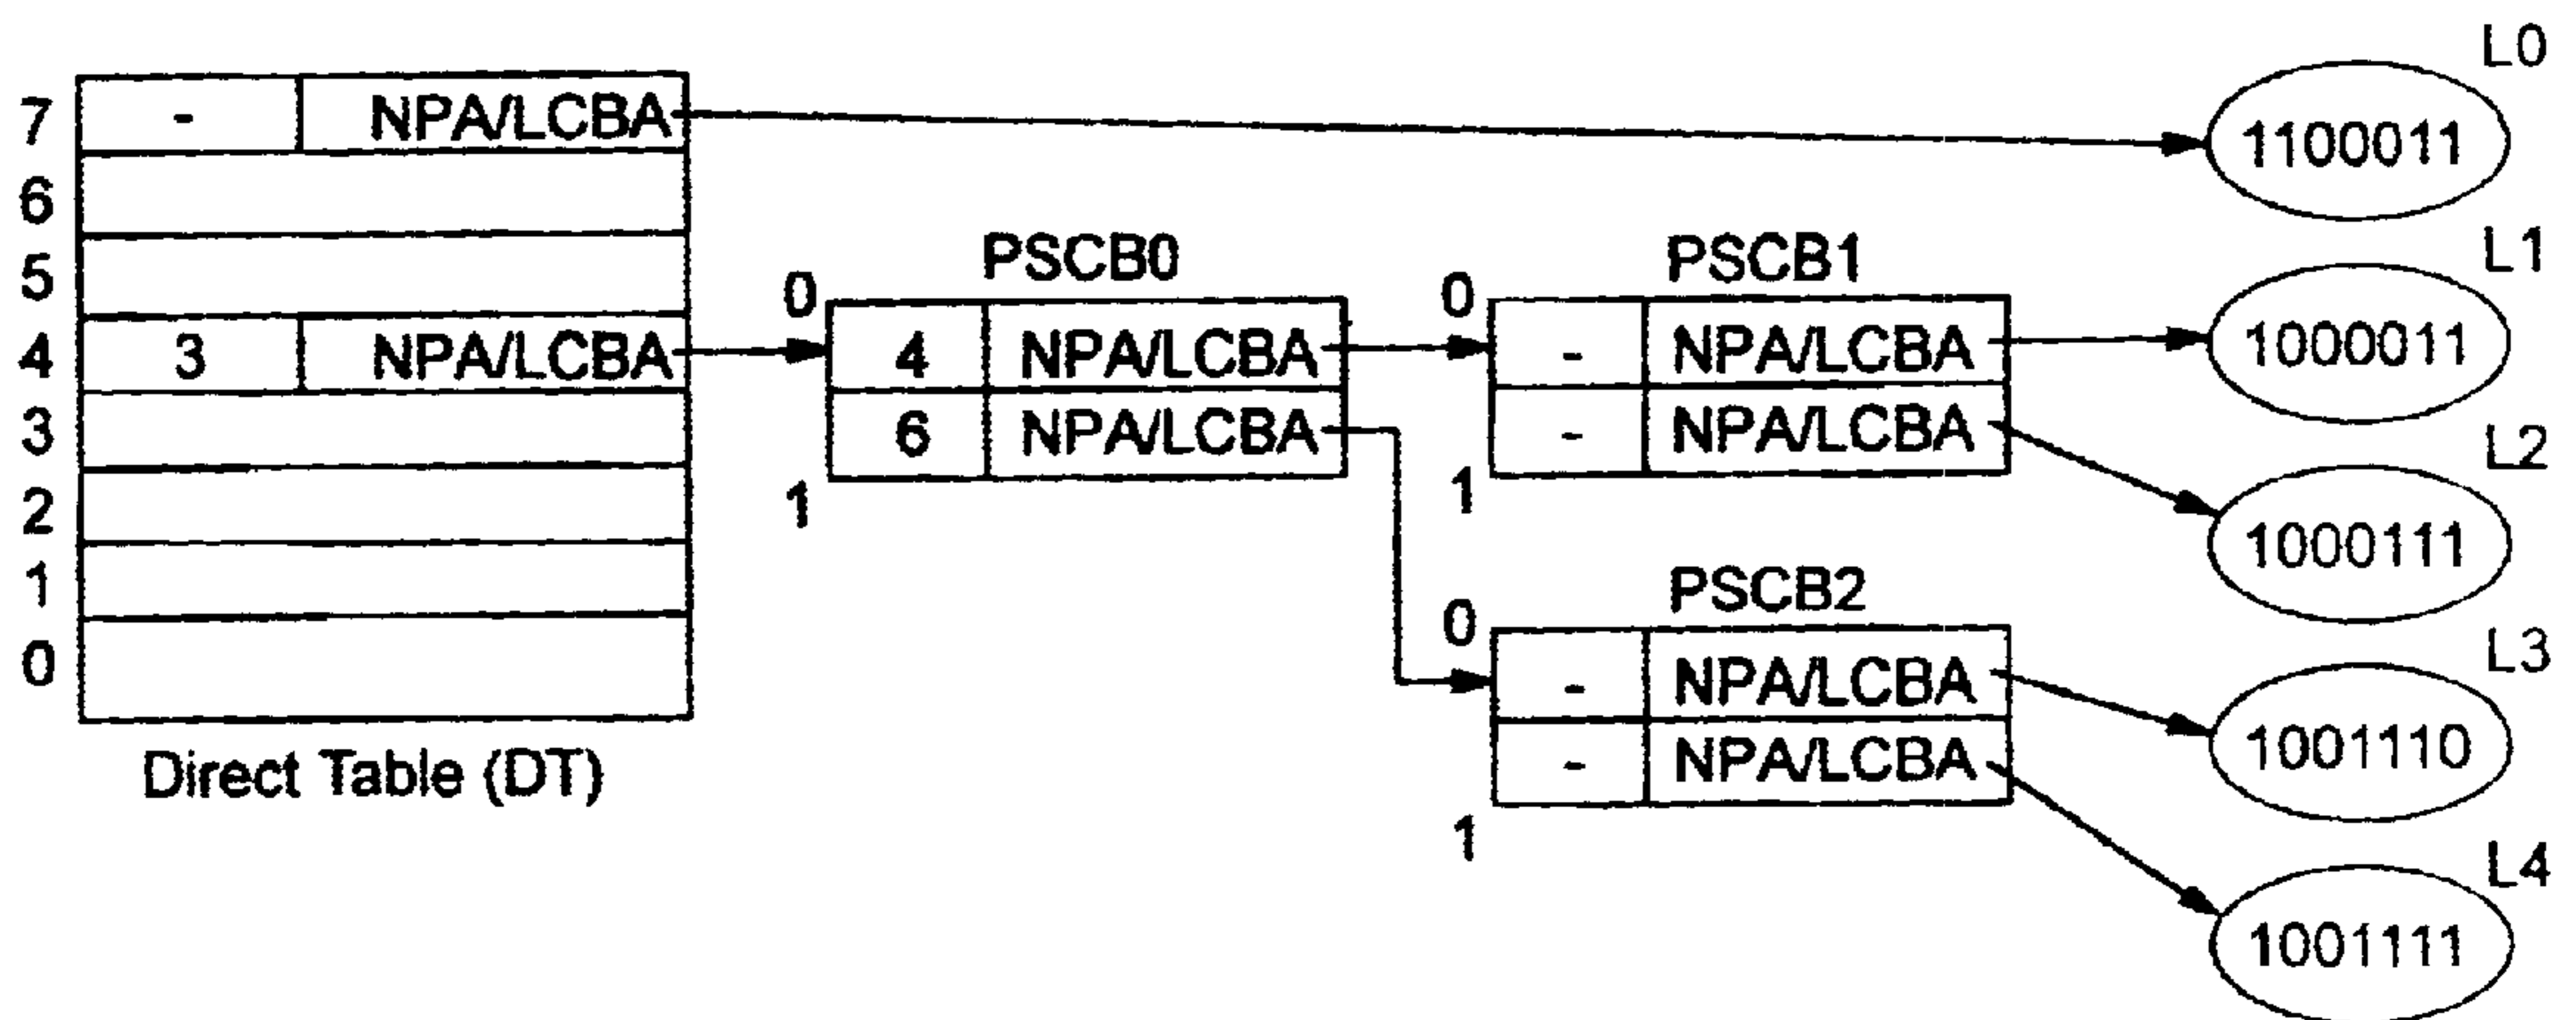 L0
7 - NPA/LCBA
1100011
6
L1
5
PSCB0
PSCB1
0
0
4 3 NPA/LCBA
4 NPA/LCBA
- NPA/LCBA
1000011
3
6 NPA/LCBA
- NPA/LCBA
L2
2
1
1
1000111
1
PSCB2
0
0
- NPA/LCBA
L3
1001110
Direct Table (DT)
- NPA/LCBA
1
L4
1001111